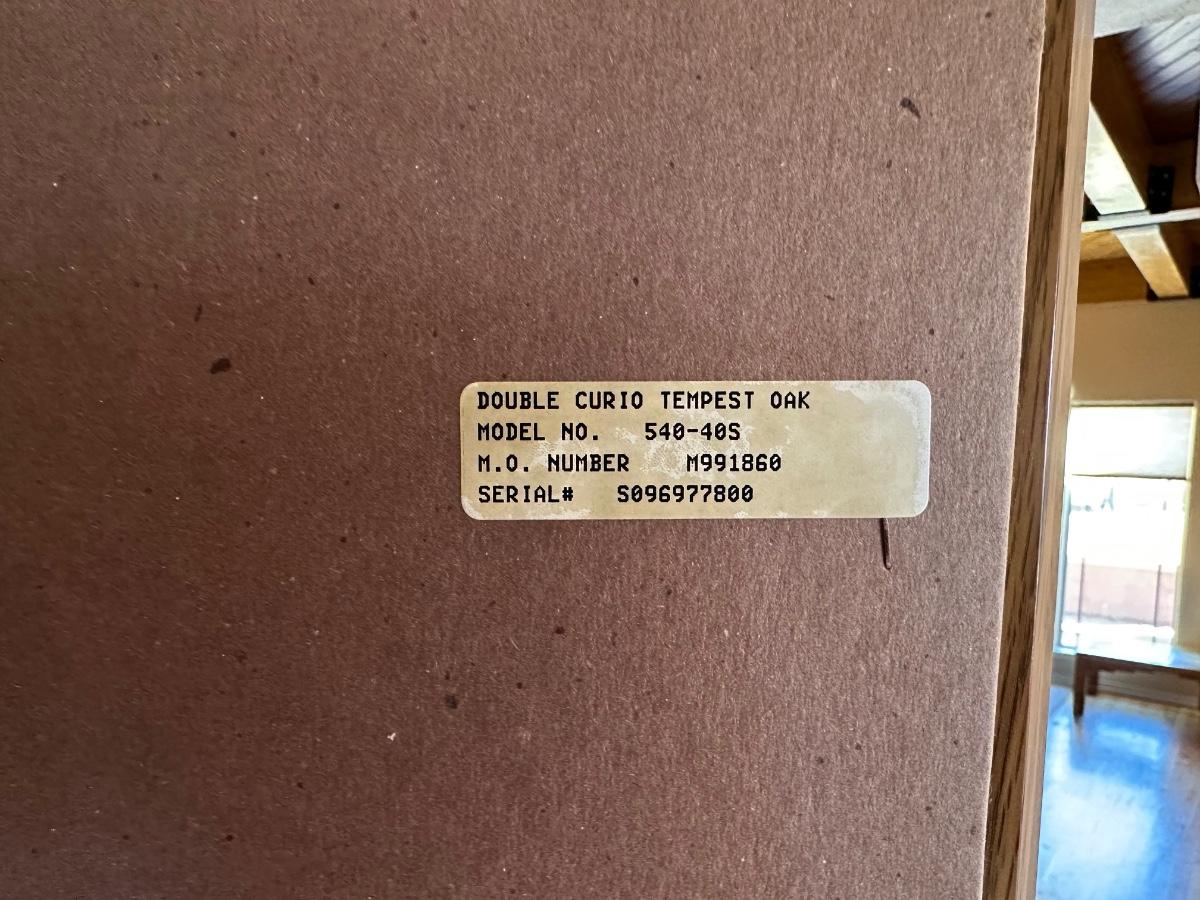 DOUBLE CURIO TEMPEST OAK
MODEL NO. 540-40S
M.O. NUMBER M991860
SERIAL# S096977800